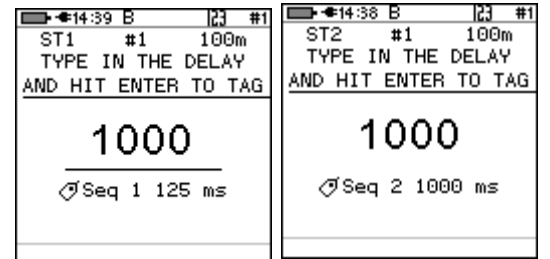 14:39 B 123 #1
ST1 #1 100m
TYPE IN THE DELAY
AND HIT ENTER TO TAG
1000
Seq 1 125 ms
14:38 B 123 #1
ST2 #1 100m
TYPE IN THE DELAY
AND HIT ENTER TO TAG
1000
Seq 2 1000 ms